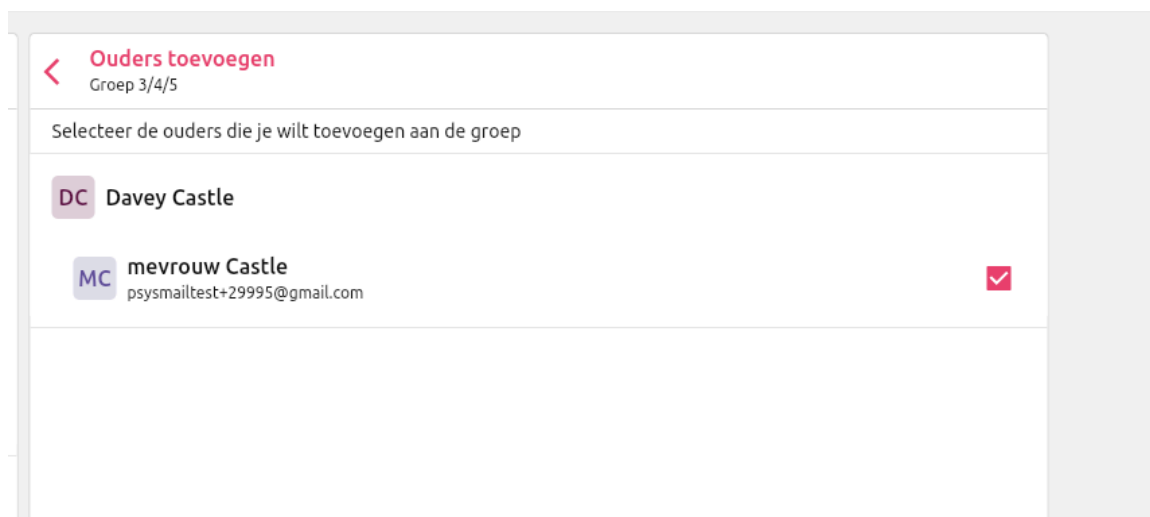 Ouders toevoegen
Groep 3/4/5
Selecteer de ouders die je wilt toevoegen aan de groep
DC Davey Castle
MC mevrouw Castle
psysmailtest+29995@gmail.com